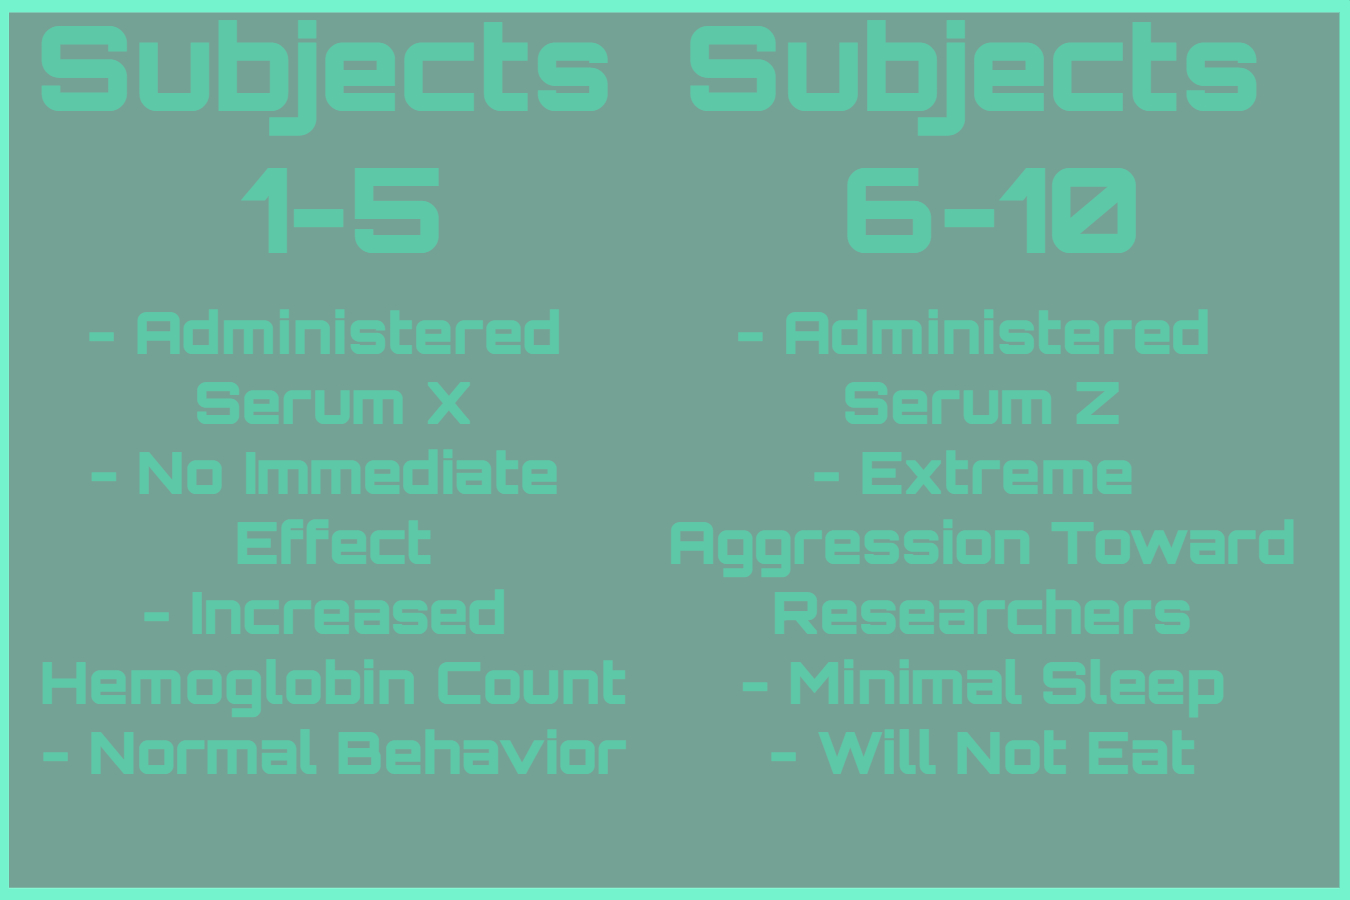 Subjects
1-5
- Administered
Serum X
- No Immediate
Effect
- Increased
Hemoglobin Count
- Normal Behavior
Subjects
6-10
- Administered
Serum Z
- Extreme
Aggression Toward
Researchers
- Minimal Sleep
- Will Not Eat